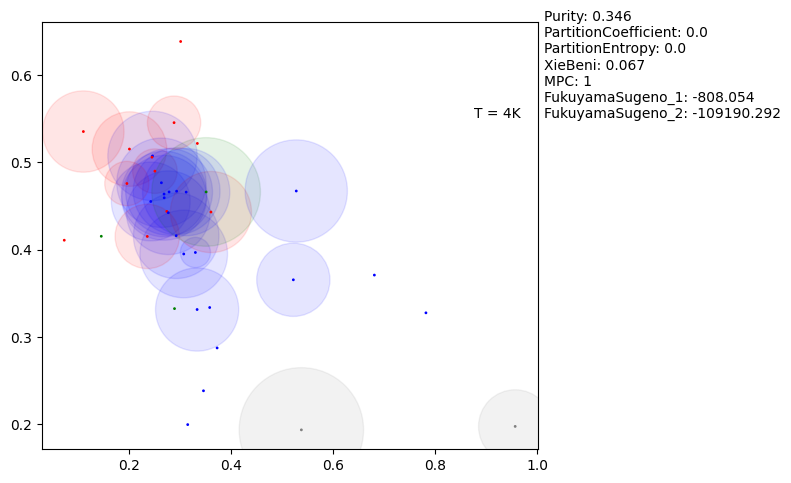 Purity: 0.346
PartitionCoefficient: 0.0
PartitionEntropy: 0.0
XieBeni: 0.067
MPC: 1
FukuyamaSugeno_1: -808.054
FukuyamaSugeno_2: -109190.292
T = 4K
0.6
0.5
0.4
0.3
0.2
0.2 0.4 0.6 0.8 1.0